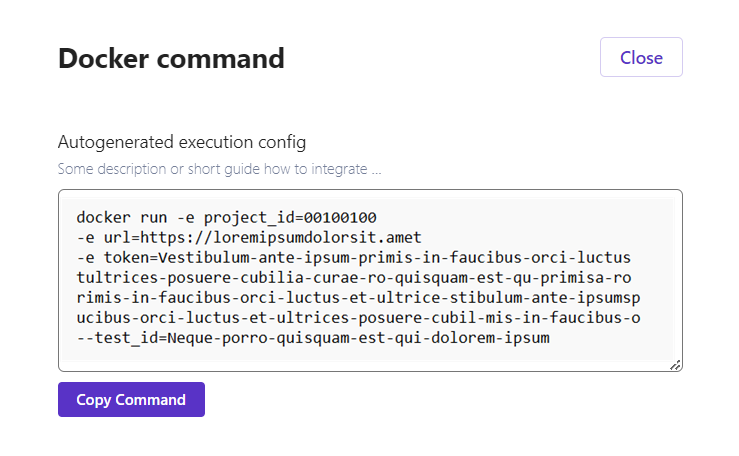 Docker command
Close
Autogenerated execution config
Some description or short guide how to integrate ...
docker run -e project_id=00100100
-e url=https://loremipsumdolorsit.amet
-e token=Vestibulum-ante-ipsum-primis-in-faucibus-orci-luctus
tultrices-posuere-cubilia-curae-ro-quisquam-est-qu-primisa-ro
rimis-in-faucibus-orci-luctus-et-ultrice-stibulum-ante-ipsumsp
ucibus-orci-luctus-et-ultrices-posuere-cubil-mis-in-faucibus-o
--test_id=Neque-porro-quisquam-est-qui-dolorem-ipsum
Copy Command